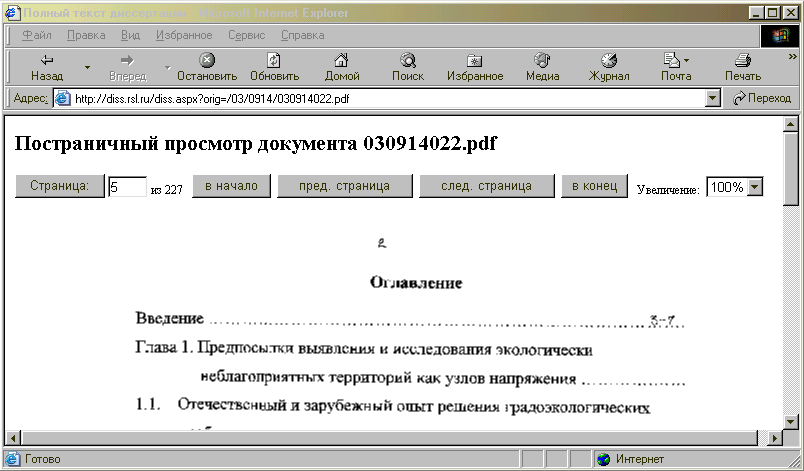 Полный текст диссертации - Microsoft Internet Explorer
Файл Правка Вид Избранное Сервис Справка
Назад Вперед Остановить Обновить Домой Поиск Избранное Медиа Журнал Почта Печать »
Адрес: http://diss.rsl.ru/diss.aspx?orig=/03/0914/030914022.pdf Переход
Постраничный просмотр документа 030914022.pdf
Страница: 5 из 227 в начало пред. страница след. страница в конец Увеличение: 100%
2
Оглавление
Введение ........................................................ 3-7
Глава 1. Предпосылки выявления и исследования экологически
неблагоприятных территорий как узлов напряжения ................
1.1. Отечественный и зарубежный опыт решения градоэкологических
Готово Интернет